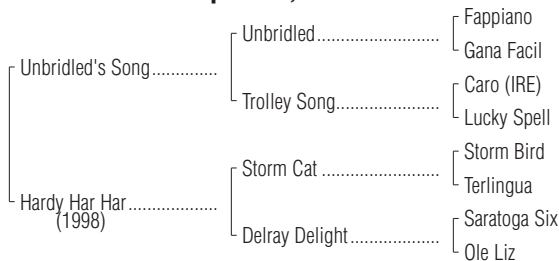 Fappiano
Unbridled
Gana Facil
Unbridled's Song
Caro (IRE)
Trolley Song
Lucky Spell
Storm Bird
Storm Cat
Terlingua
Hardy Har Har
(1998)
Saratoga Six
Delray Delight
Ole Liz